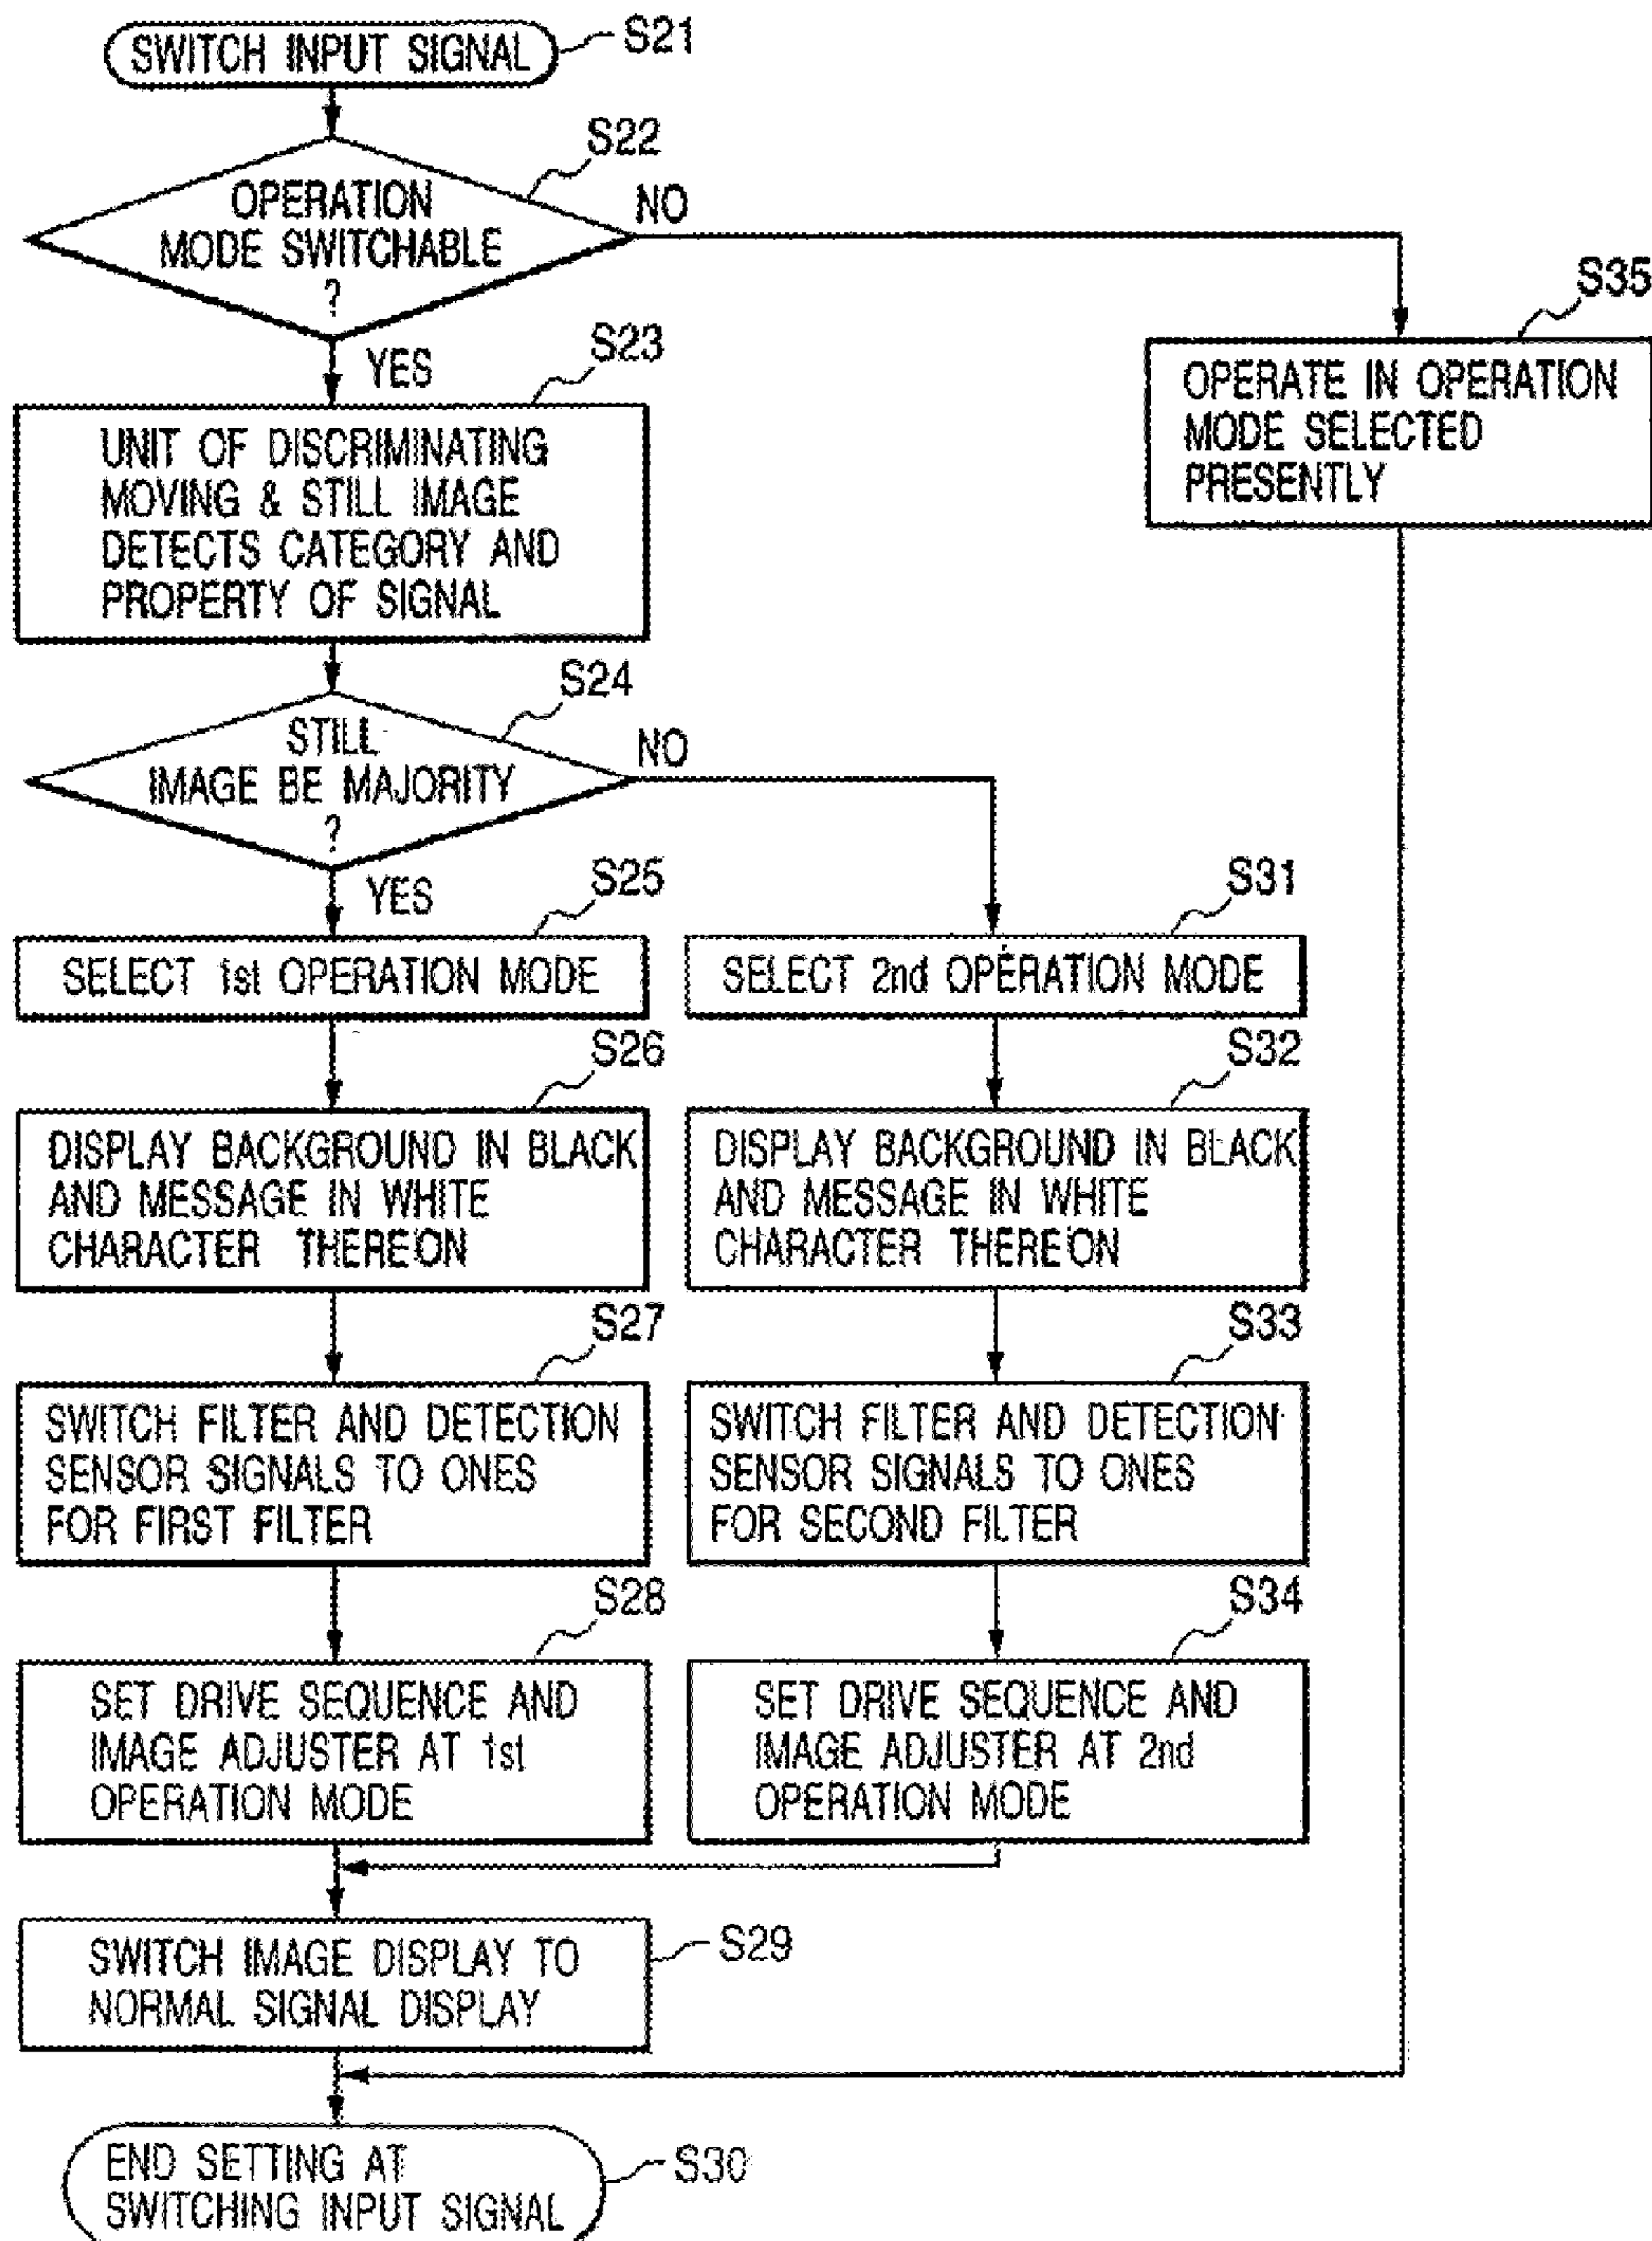 SWITCH INPUT SIGNAL
S21
S22
OPERATION
MODE SWITCHABLE
?
NO
YES
S35
OPERATE IN OPERATION
MODE SELECTED
PRESENTLY
S23
UNIT OF DISCRIMINATING
MOVING & STILL IMAGE
DETECTS CATEGORY AND
PROPERTY OF SIGNAL
S24
STILL
IMAGE BE MAJORITY
?
NO
YES
S25
SELECT 1st OPERATION MODE
S31
SELECT 2nd OPERATION MODE
S26
DISPLAY BACKGROUND IN BLACK
AND MESSAGE IN WHITE
CHARACTER THEREON
S32
DISPLAY BACKGROUND IN BLACK
AND MESSAGE IN WHITE
CHARACTER THEREON
S27
SWITCH FILTER AND DETECTION
SENSOR SIGNALS TO ONES
FOR FIRST FILTER
S33
SWITCH FILTER AND DETECTION
SENSOR SIGNALS TO ONES
FOR SECOND FILTER
S28
SET DRIVE SEQUENCE AND
IMAGE ADJUSTER AT 1st
OPERATION MODE
S34
SET DRIVE SEQUENCE AND
IMAGE ADJUSTER AT 2nd
OPERATION MODE
SWITCH IMAGE DISPLAY TO
NORMAL SIGNAL DISPLAY
S29
END SETTING AT
SWITCHING INPUT SIGNAL
S30